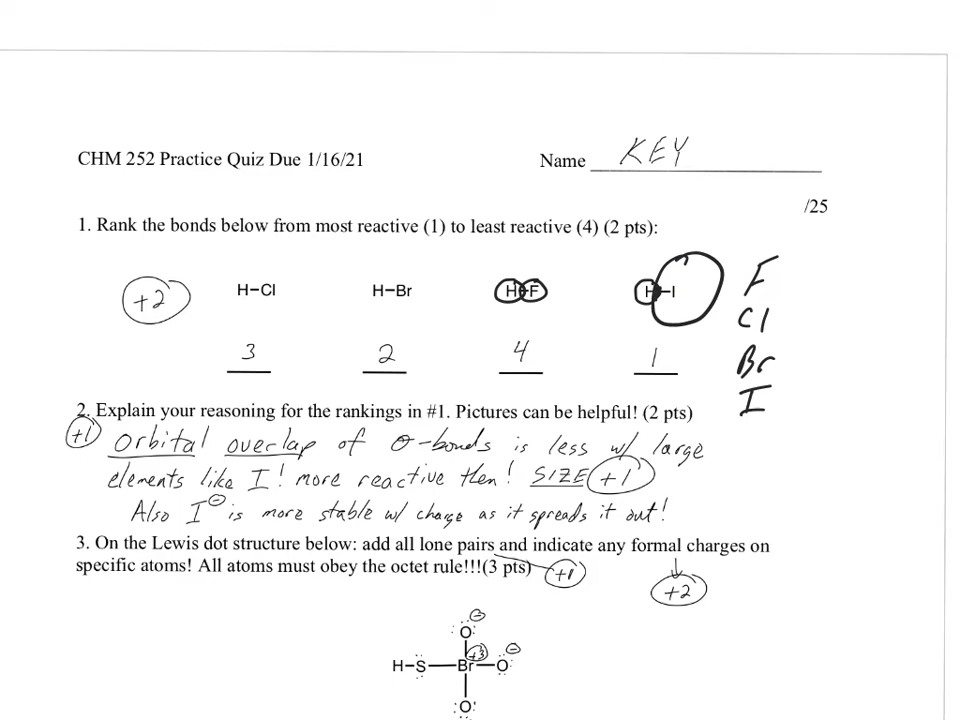 CHM 252 Practice Quiz Due 1/16/21 Name KEY
/25
1. Rank the bonds below from most reactive (1) to least reactive (4) (2 pts):
+2 H-Cl H-Br H-F H-I F
Cl
3 2 4 1 Br
I
2. Explain your reasoning for the rankings in #1. Pictures can be helpful! (2 pts)
+1 orbital overlap of σ-bonds is less w/ large
elements like I! more reactive then! SIZE +1
Also I⊖ is more stable w/ charge as it spreads it out!
3. On the Lewis dot structure below: add all lone pairs and indicate any formal charges on
specific atoms! All atoms must obey the octet rule!!!(3 pts) +1
+2
⊖
:O:
+3 ⊖
H-S-Br-O:
:O: